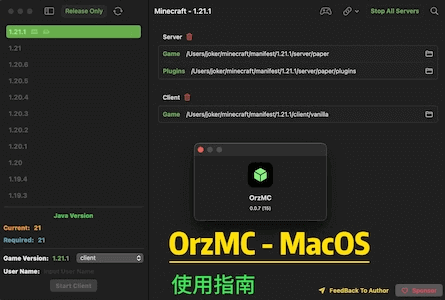 Release Only
Minecraft - 1.21.1
Stop All Servers
1.21.1
1.21
1.20.6
1.20.5
1.20.4
1.20.3
1.20.2
1.20.1
1.20
1.19.4
1.19.3
Java Version
Current: 21
Required: 21
Game Version: 1.21.1 client
User Name: Input User Name
Start Client
Server
Game /Users/joker/minecraft/manifest/1.21.1/server/paper
Plugins /Users/joker/minecraft/manifest/1.21.1/server/paper/plugins
Client
Game /Users/joker/minecraft/manifest/1.21.1/client/vanilla
OrzMC
0.0.7 (15)
OrzMC - MacOS
使用指南
FeedBack To Author
Sponsor